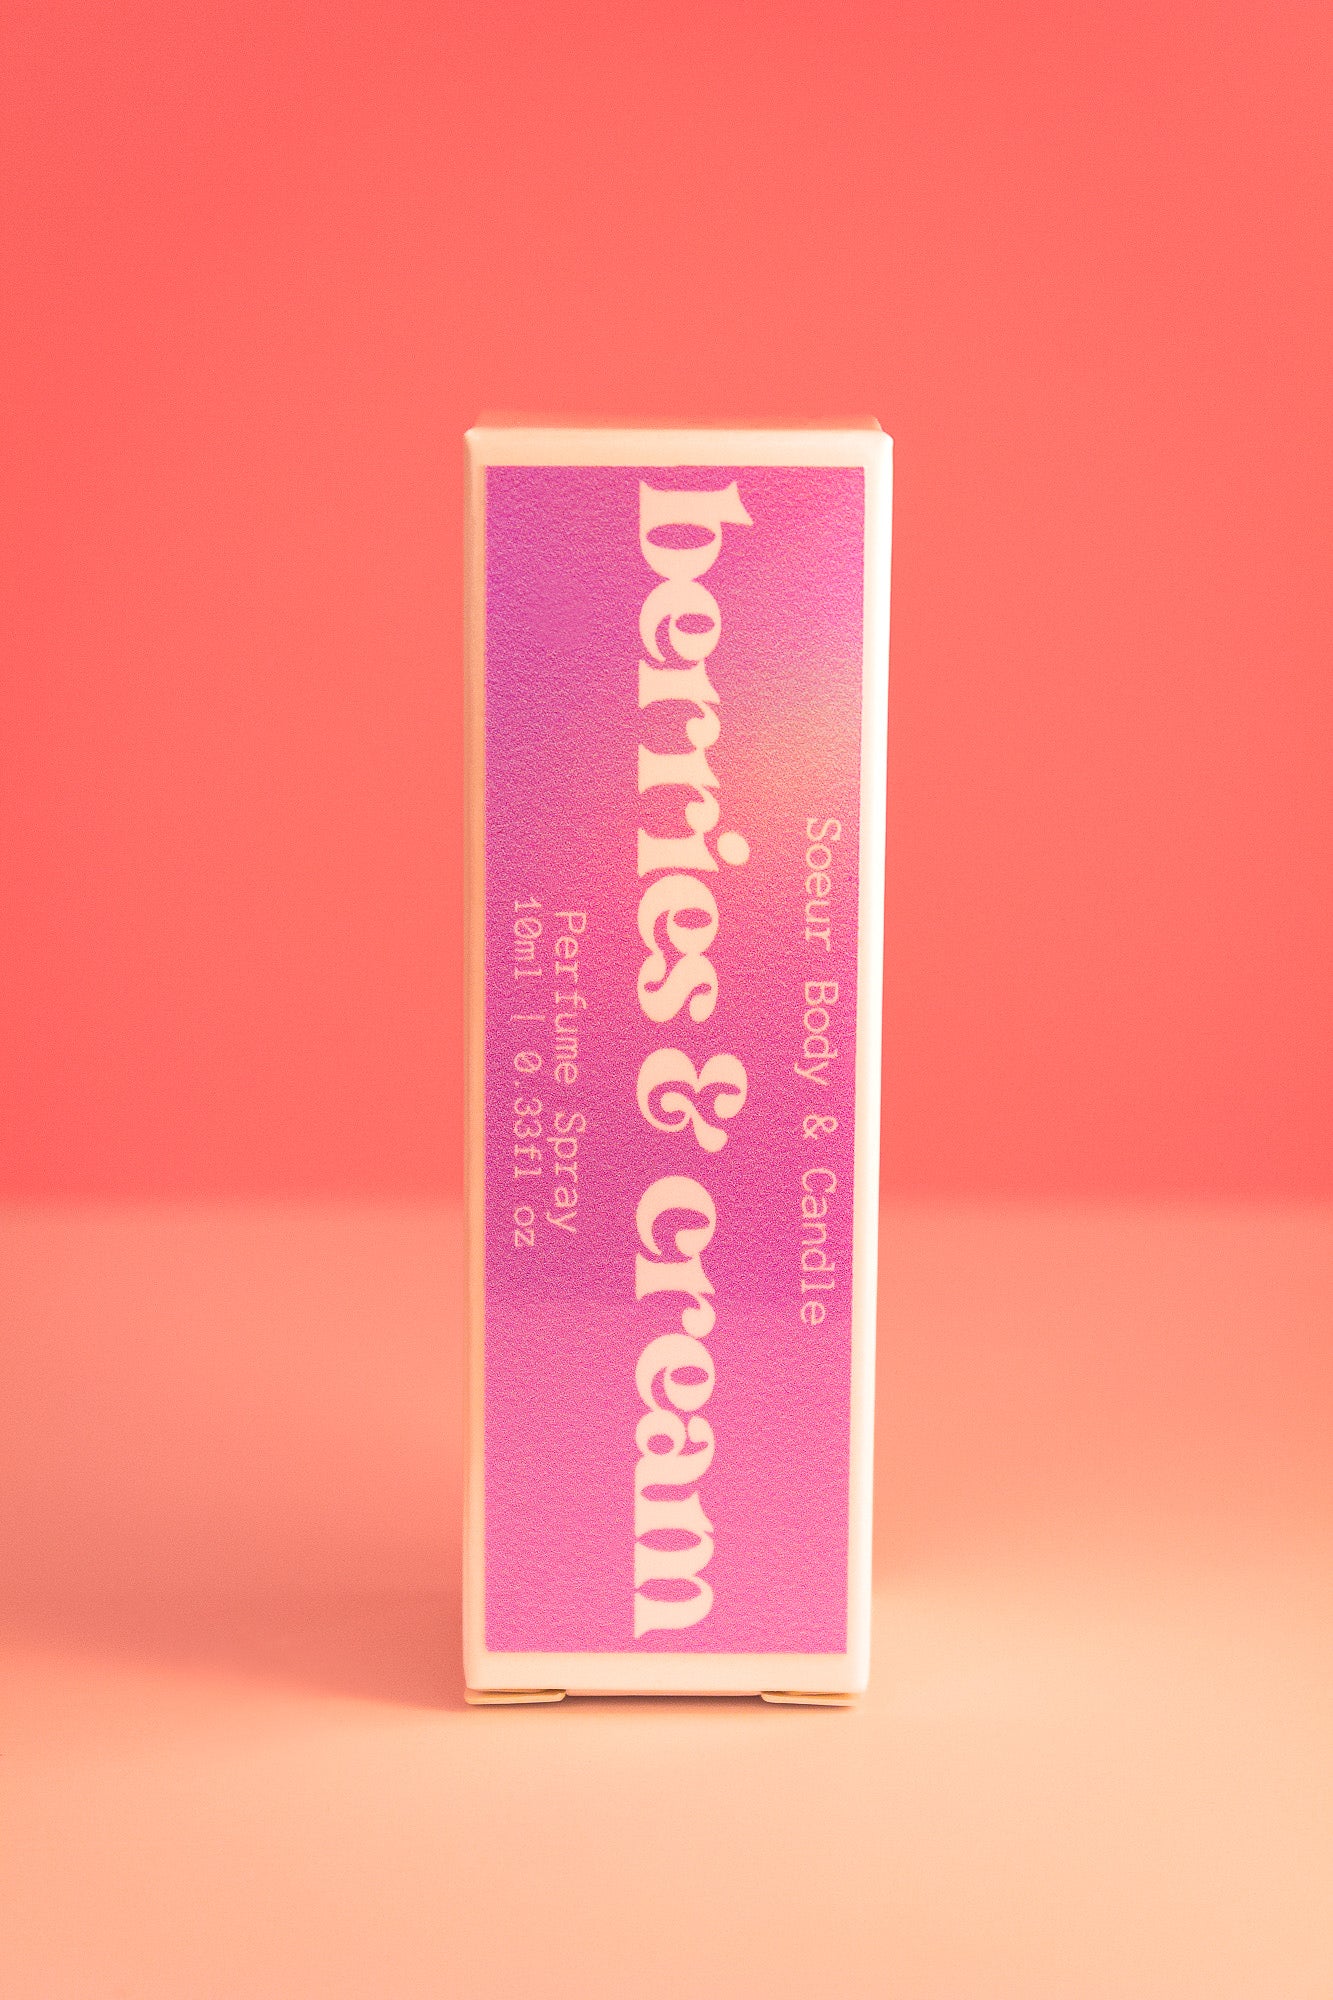 Soeur Body & Candle
berries & cream
Perfume Spray
10ml | 0.33fl oz